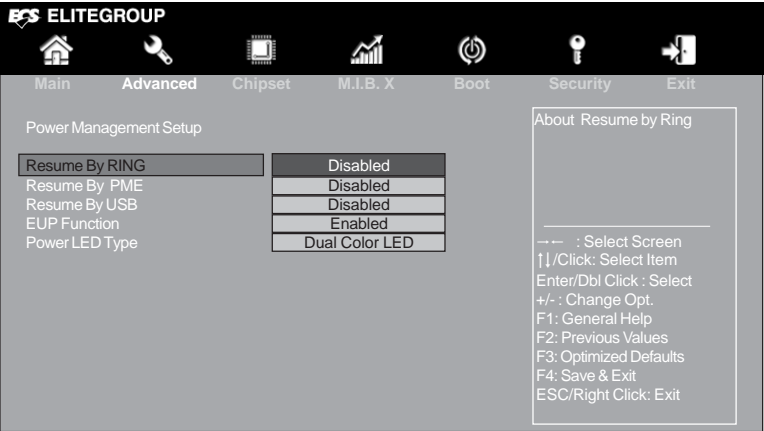 ECS ELITEGROUP
Main Advanced Chipset M.I.B. X Boot Security Exit
Power Management Setup
Resume By RING Disabled
Resume By PME Disabled
Resume By USB Disabled
EUP Function Enabled
Power LED Type Dual Color LED
About Resume by Ring
→← : Select Screen
↑↓/Click: Select Item
Enter/Dbl Click : Select
+/- : Change Opt.
F1: General Help
F2: Previous Values
F3: Optimized Defaults
F4: Save & Exit
ESC/Right Click: Exit